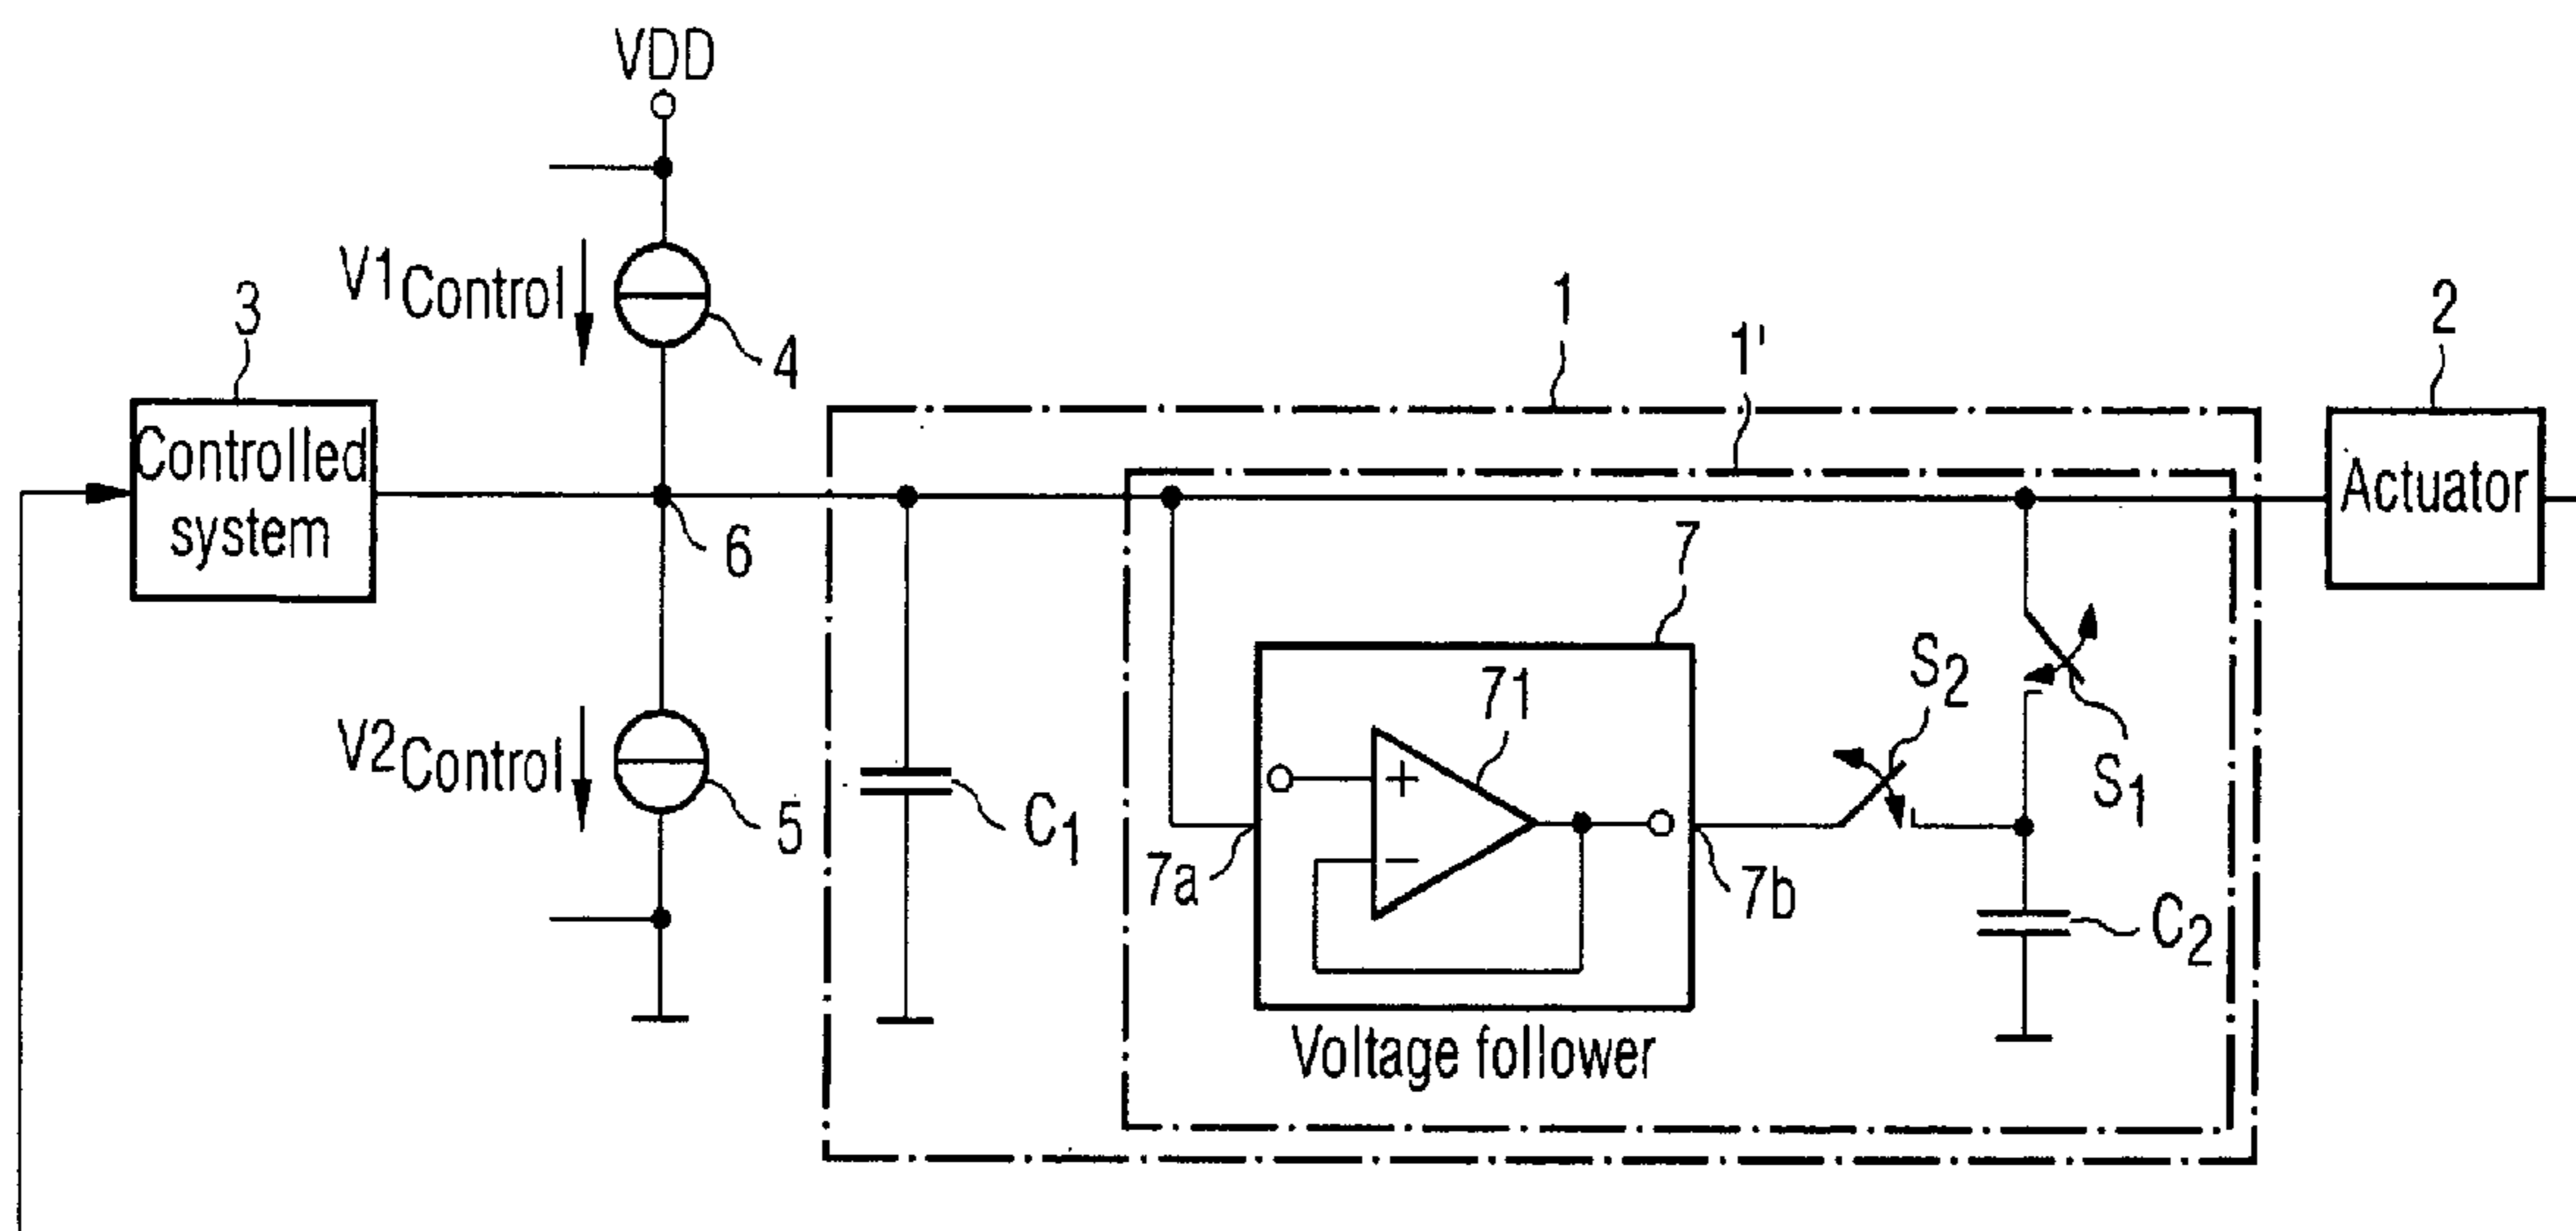 VDD
V1Control
4
3
Controlled
system
6
V2Control
5
1
1'
2
Actuator
7
71
+
−
S2
S1
C1
7a
7b
C2
Voltage follower